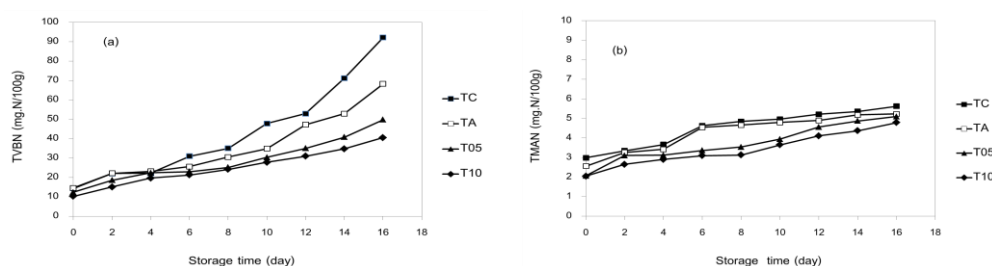 (a)
TVBN (mg.N/100g)
100
90
80
70
60
50
40
30
20
10
0
0 2 4 6 8 10 12 14 16 18
Storage time (day)
TC
TA
T05
T10
(b)
TMAN (mg.N/100g)
10
9
8
7
6
5
4
3
2
1
0
0 2 4 6 8 10 12 14 16 18
Storage time (day)
TC
TA
T05
T10